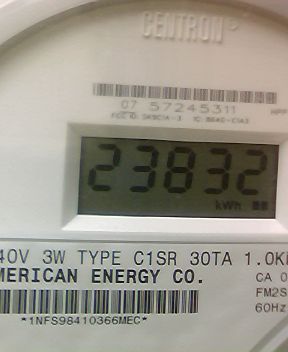 CENTRON®
07 57245311
23832
kWh
40V 3W TYPE C1SR 30TA 1.0K
MERICAN ENERGY CO.
CA 0
FM2S
60Hz
*1NFS98410366MEC*